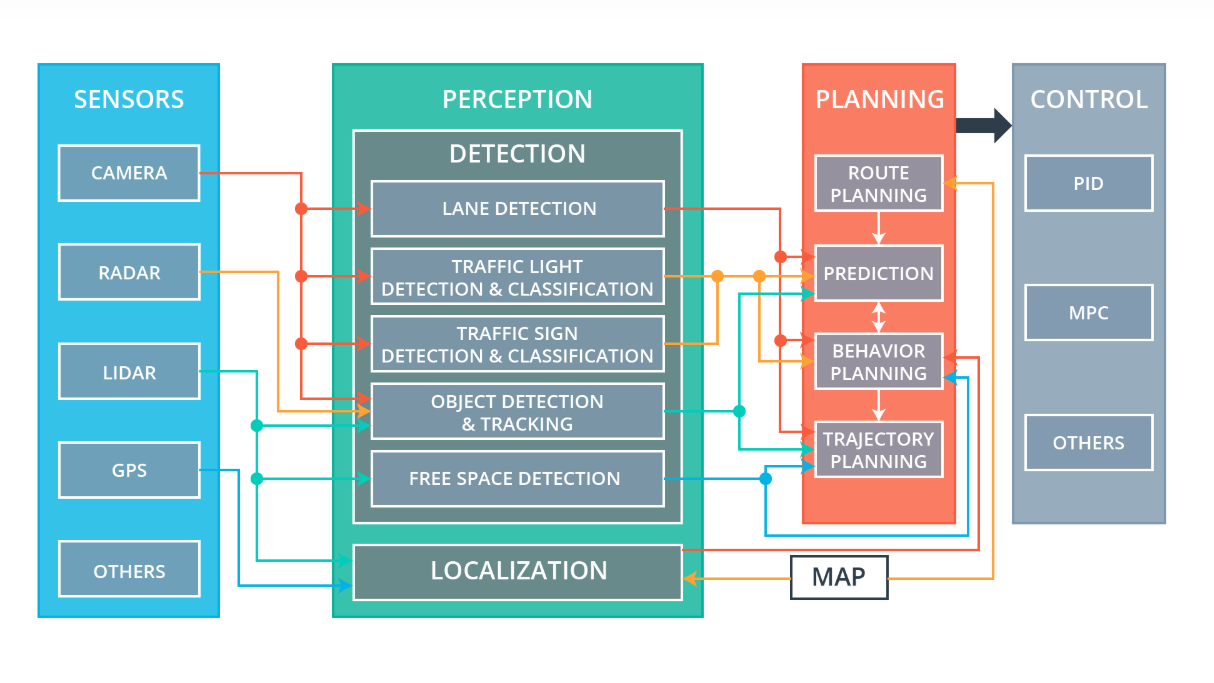 SENSORS
CAMERA
RADAR
LIDAR
GPS
OTHERS
PERCEPTION
DETECTION
LANE DETECTION
TRAFFIC LIGHT
DETECTION & CLASSIFICATION
TRAFFIC SIGN
DETECTION & CLASSIFICATION
OBJECT DETECTION
& TRACKING
FREE SPACE DETECTION
LOCALIZATION
PLANNING
ROUTE
PLANNING
PREDICTION
BEHAVIOR
PLANNING
TRAJECTORY
PLANNING
MAP
CONTROL
PID
MPC
OTHERS